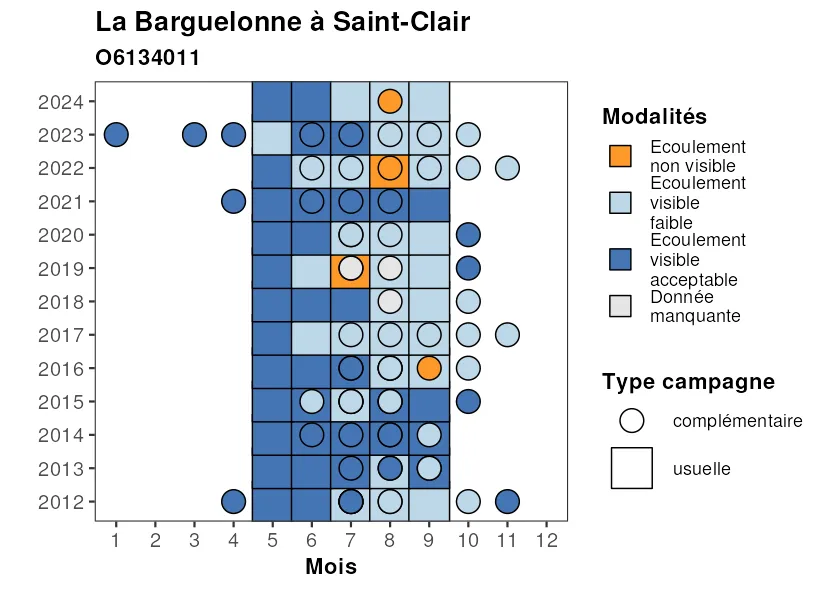 La Barguelonne à Saint-Clair
O6134011
2024
2023
2022
2021
2020
2019
2018
2017
2016
2015
2014
2013
2012
1 2 3 4 5 6 7 8 9 10 11 12
Mois
Modalités
Ecoulement
non visible
Ecoulement
visible
faible
Ecoulement
visible
acceptable
Donnée
manquante
Type campagne
complémentaire
usuelle